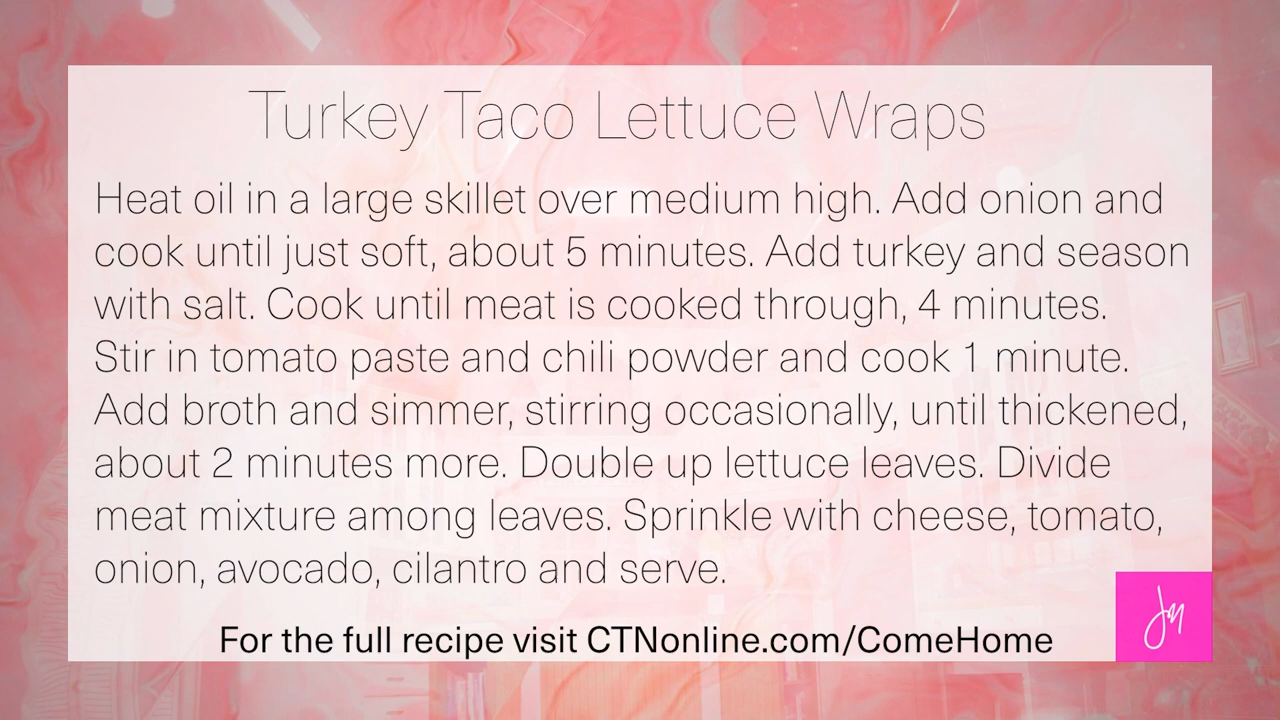 Turkey Taco Lettuce Wraps
Heat oil in a large skillet over medium high. Add onion and
cook until just soft, about 5 minutes. Add turkey and season
with salt. Cook until meat is cooked through, 4 minutes.
Stir in tomato paste and chili powder and cook 1 minute.
Add broth and simmer, stirring occasionally, until thickened,
about 2 minutes more. Double up lettuce leaves. Divide
meat mixture among leaves. Sprinkle with cheese, tomato,
onion, avocado, cilantro and serve.
For the full recipe visit CTNonline.com/ComeHome